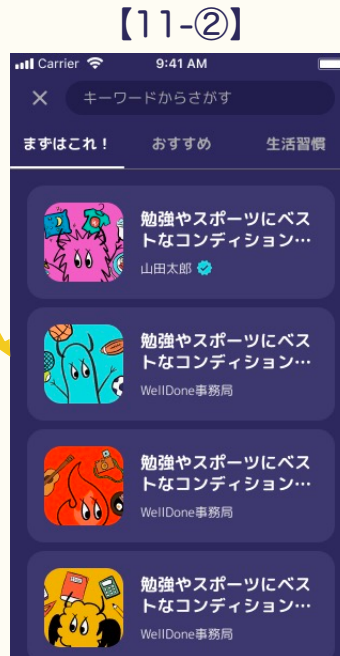 【11-②】
Carrier 9:41 AM
キーワードからさがす
まずはこれ！ おすすめ 生活習慣
勉強やスポーツにベス
トなコンディション…
山田太郎
勉強やスポーツにベス
トなコンディション…
WellDone事務局
勉強やスポーツにベス
トなコンディション…
WellDone事務局
勉強やスポーツにベス
トなコンディション…
WellDone事務局